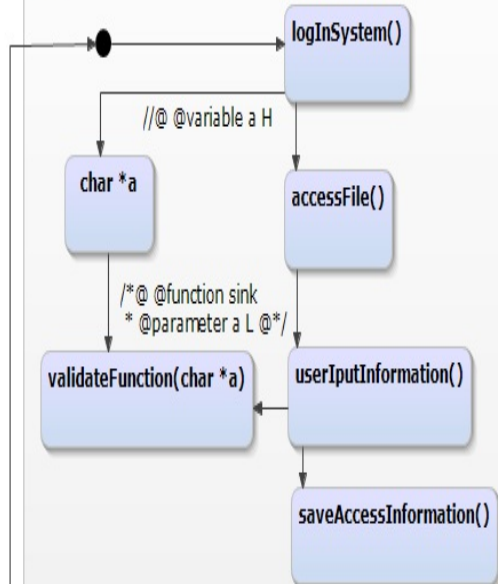 logInSystem()
//@ @variable a H
char *a
accessFile()
/*@ @function sink
* @parameter a L @*/
validateFunction(char *a)
userIputInformation()
saveAccessInformation()